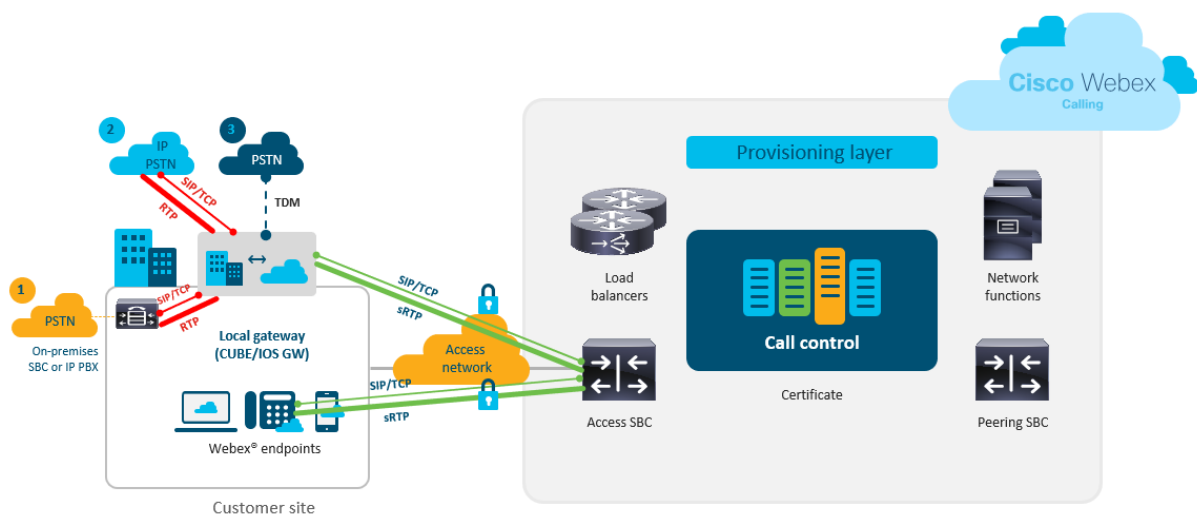 Cisco Webex
Calling
2
IP
PSTN
3
PSTN
SIP/TCP
RTP
TDM
Provisioning layer
Load
balancers
Network
functions
1
PSTN
On-premises
SBC or IP PBX
SIP/TCP
RTP
Local gateway
(CUBE/IOS GW)
SIP/TCP
sRTP
Access
network
SIP/TCP
sRTP
Call control
Certificate
Access SBC
Peering SBC
Webex® endpoints
Customer site